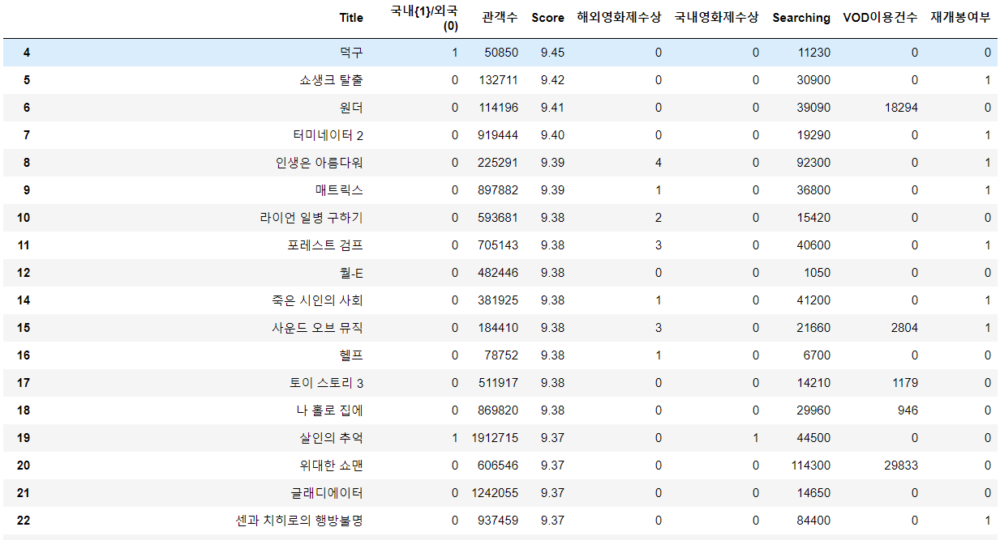 Title 국내{1}/외국(0) 관객수 Score 해외영화제수상 국내영화제수상 Searching VOD이용건수 재개봉여부
4 덕구 1 50850 9.45 0 0 11230 0 0
5 쇼생크 탈출 0 132711 9.42 0 0 30900 0 1
6 원더 0 114196 9.41 0 0 39090 18294 0
7 터미네이터 2 0 919444 9.40 0 0 19290 0 1
8 인생은 아름다워 0 225291 9.39 4 0 92300 0 1
9 매트릭스 0 897882 9.39 1 0 36800 0 1
10 라이언 일병 구하기 0 593681 9.38 2 0 15420 0 0
11 포레스트 검프 0 705143 9.38 3 0 40600 0 1
12 월-E 0 482446 9.38 0 0 1050 0 0
14 죽은 시인의 사회 0 381925 9.38 1 0 41200 0 1
15 사운드 오브 뮤직 0 184410 9.38 3 0 21660 2804 1
16 헬프 0 78752 9.38 1 0 6700 0 0
17 토이 스토리 3 0 511917 9.38 0 0 14210 1179 0
18 나 홀로 집에 0 869820 9.38 0 0 29960 946 0
19 살인의 추억 1 1912715 9.37 0 1 44500 0 0
20 위대한 쇼맨 0 606546 9.37 0 0 114300 29833 0
21 글래디에이터 0 1242055 9.37 0 0 14650 0 0
22 센과 치히로의 행방불명 0 937459 9.37 0 0 84400 0 1